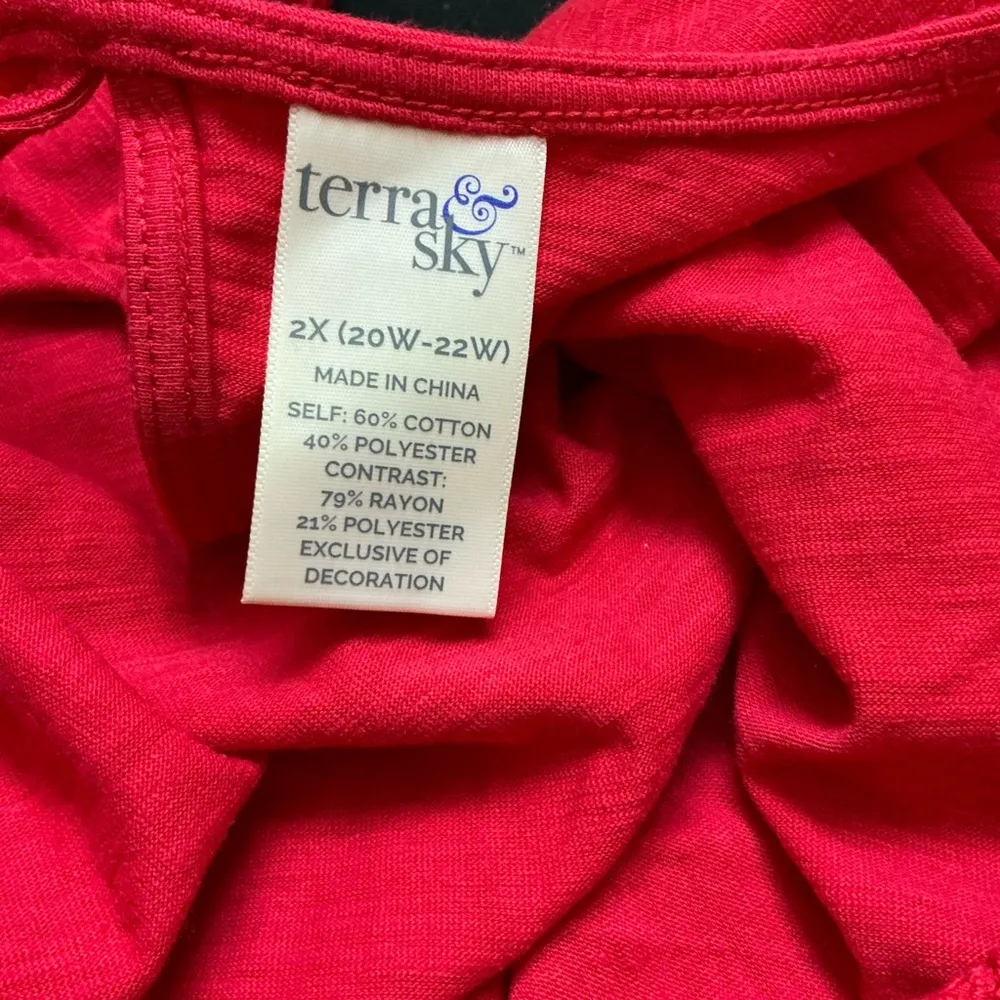 terra &
sky™
2X (20W-22W)
MADE IN CHINA
SELF: 60% COTTON
40% POLYESTER
CONTRAST:
79% RAYON
21% POLYESTER
EXCLUSIVE OF
DECORATION